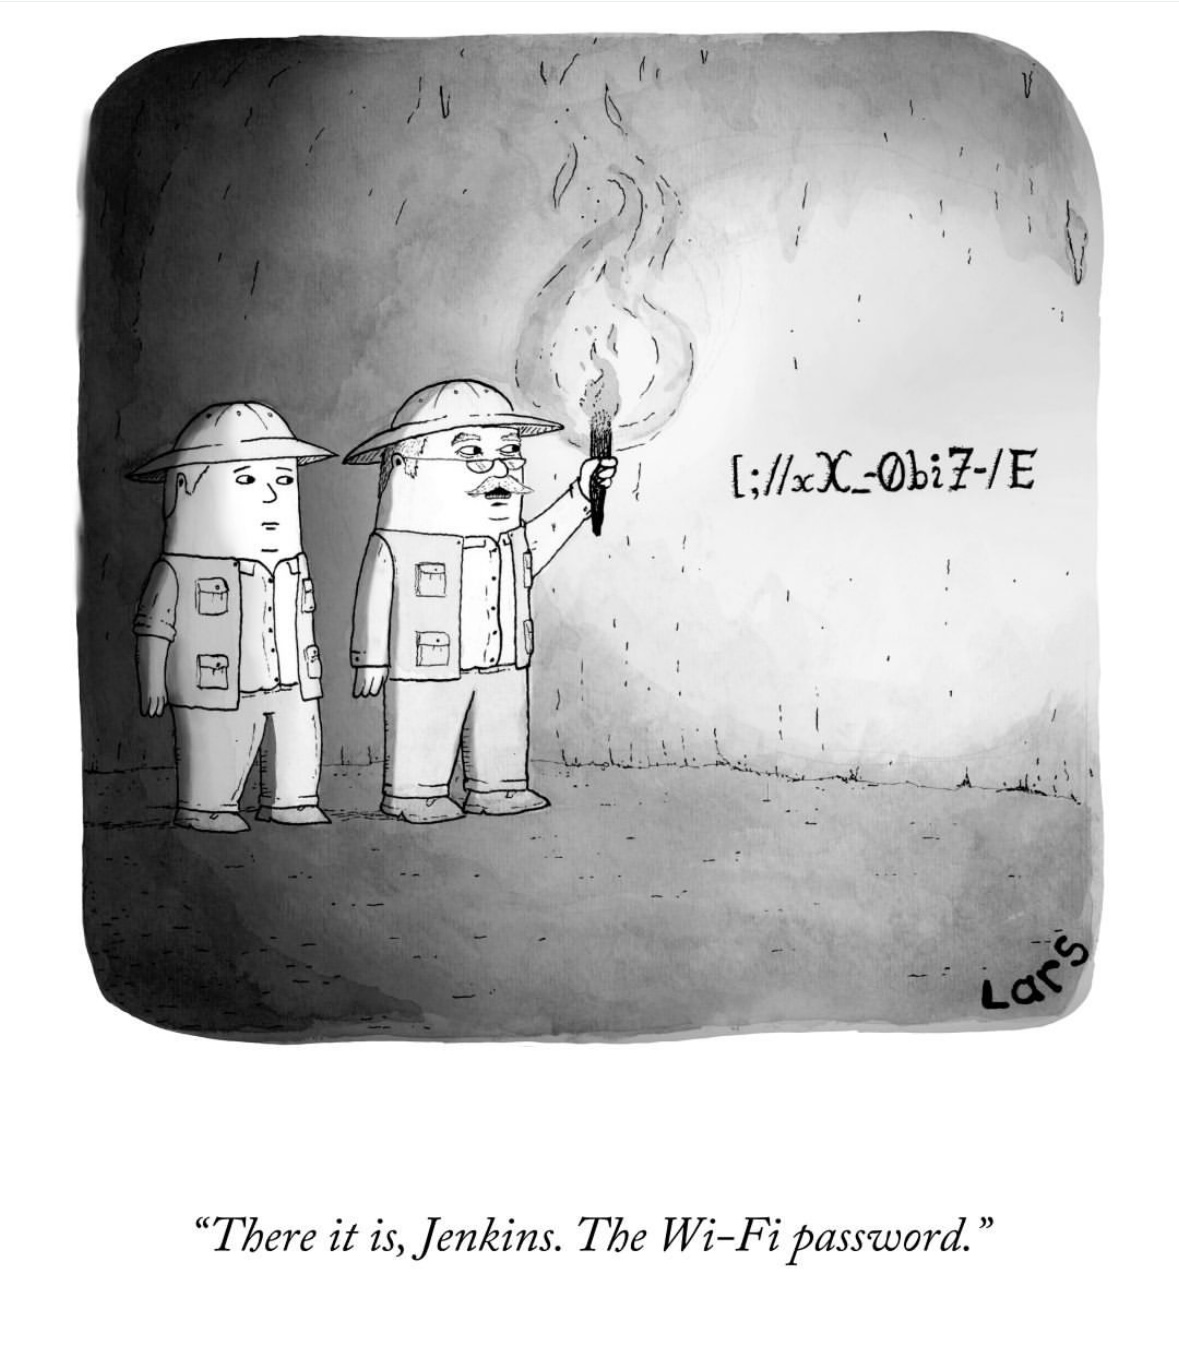 [;//xX_-0bi7-/E
Lars
“There it is, Jenkins. The Wi-Fi password.”